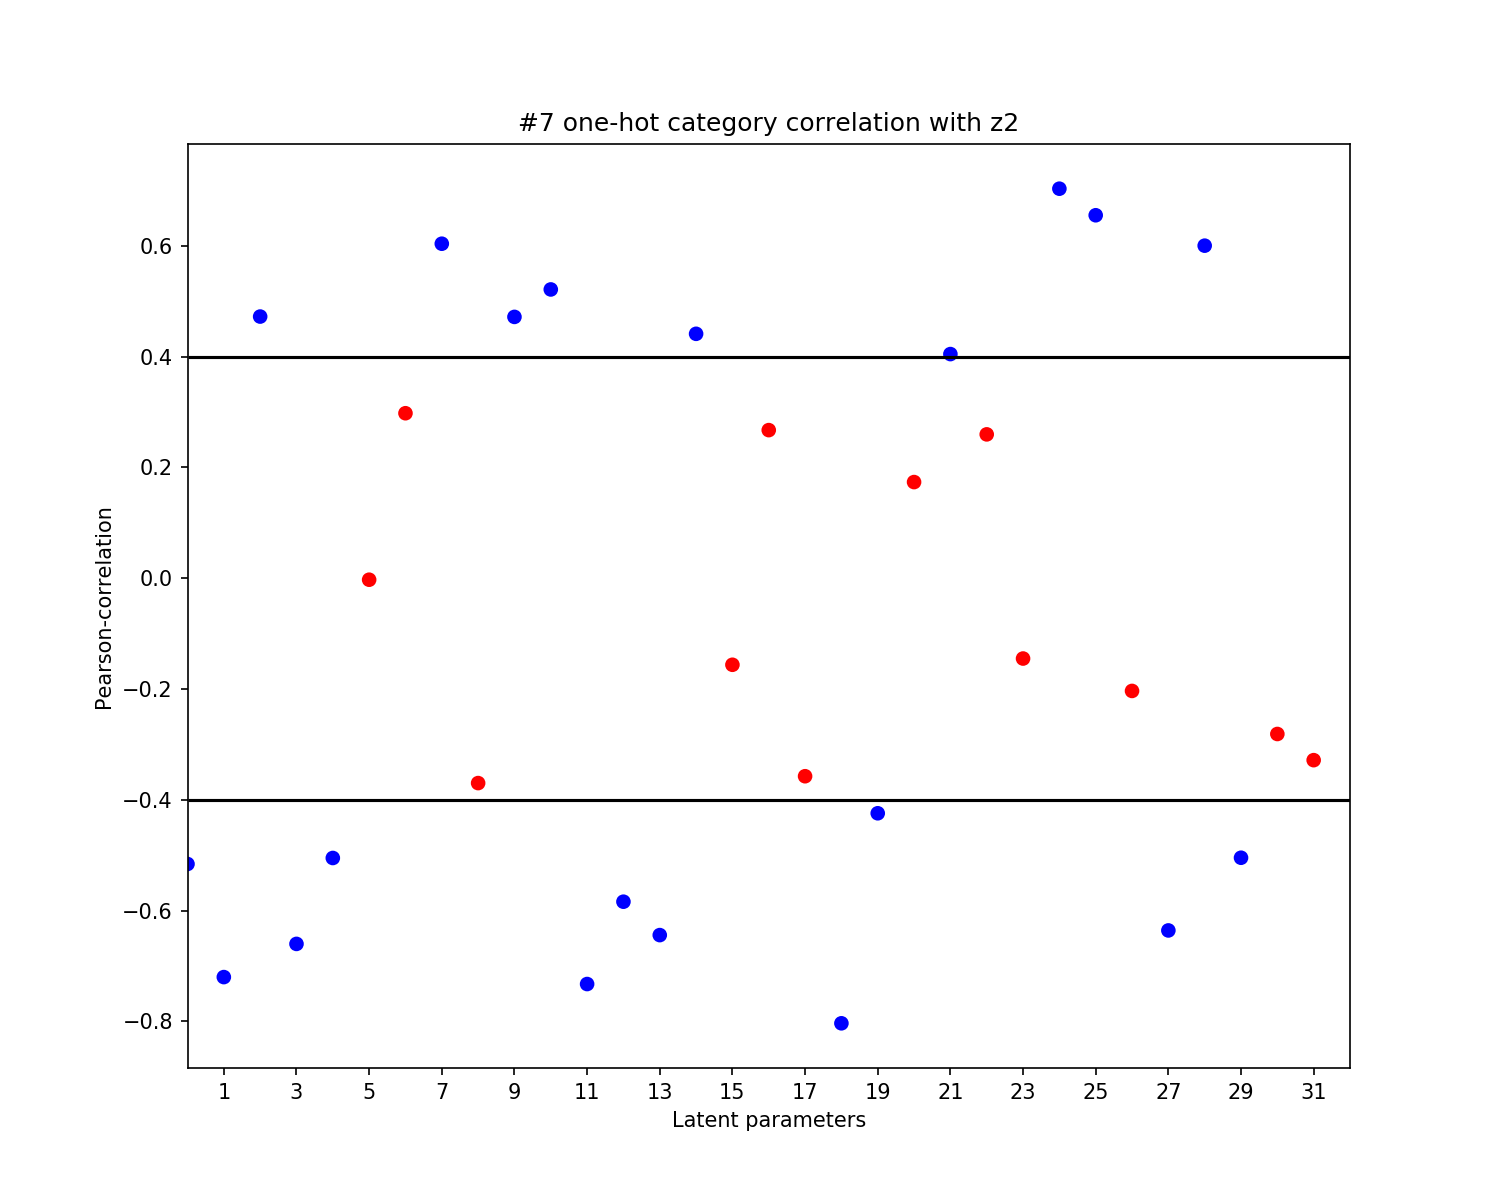 #7 one-hot category correlation with z2
Pearson-correlation
0.6
0.4
0.2
0.0
−0.2
−0.4
−0.6
−0.8
1 3 5 7 9 11 13 15 17 19 21 23 25 27 29 31
Latent parameters